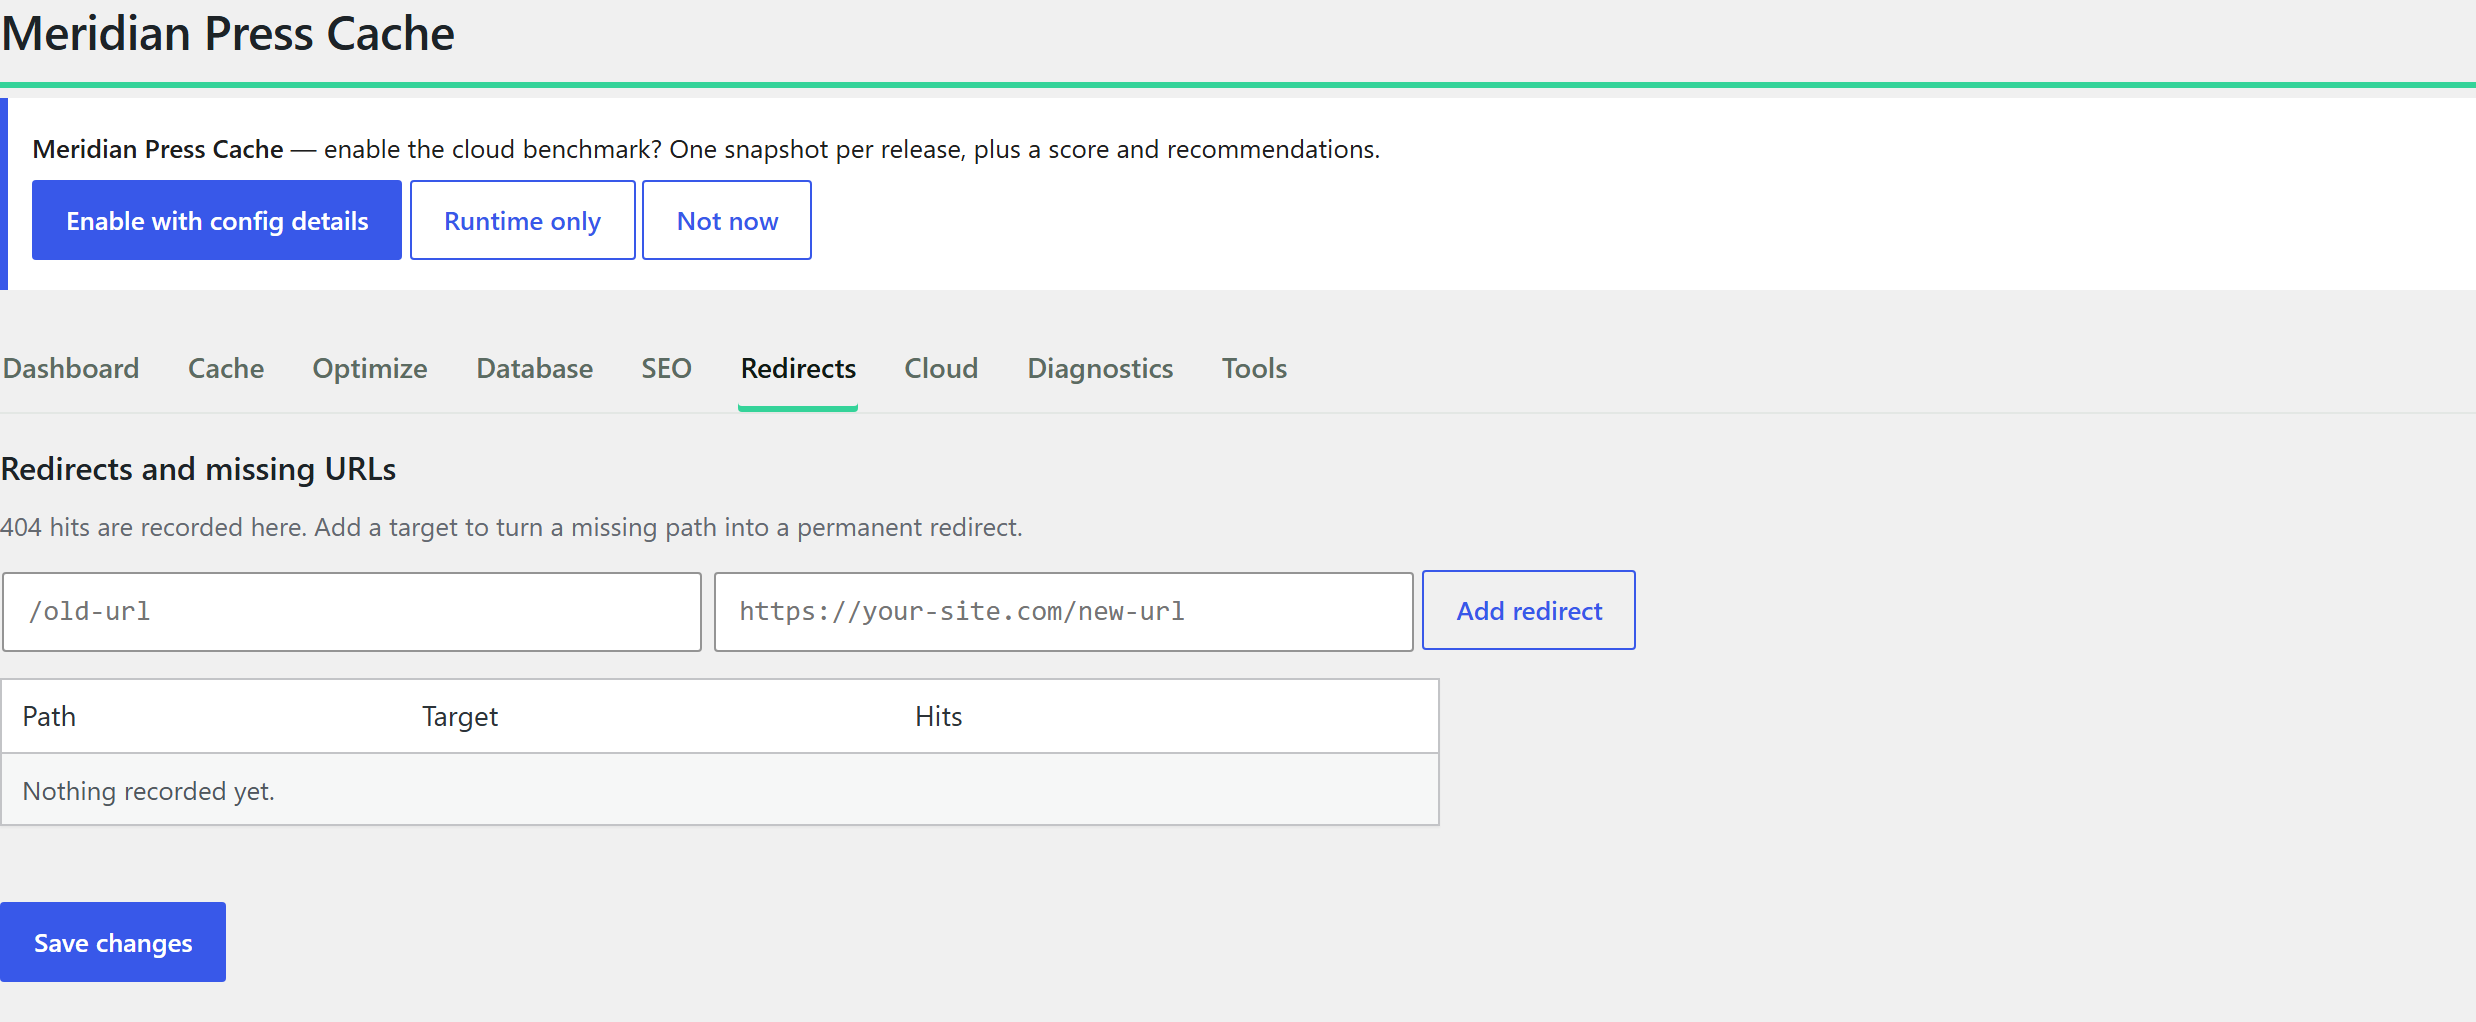 Meridian Press Cache
Meridian Press Cache — enable the cloud benchmark? One snapshot per release, plus a score and recommendations.
Enable with config details Runtime only Not now
Dashboard Cache Optimize Database SEO Redirects Cloud Diagnostics Tools
Redirects and missing URLs
404 hits are recorded here. Add a target to turn a missing path into a permanent redirect.
/old-url https://your-site.com/new-url Add redirect
Path Target Hits
Nothing recorded yet.
Save changes